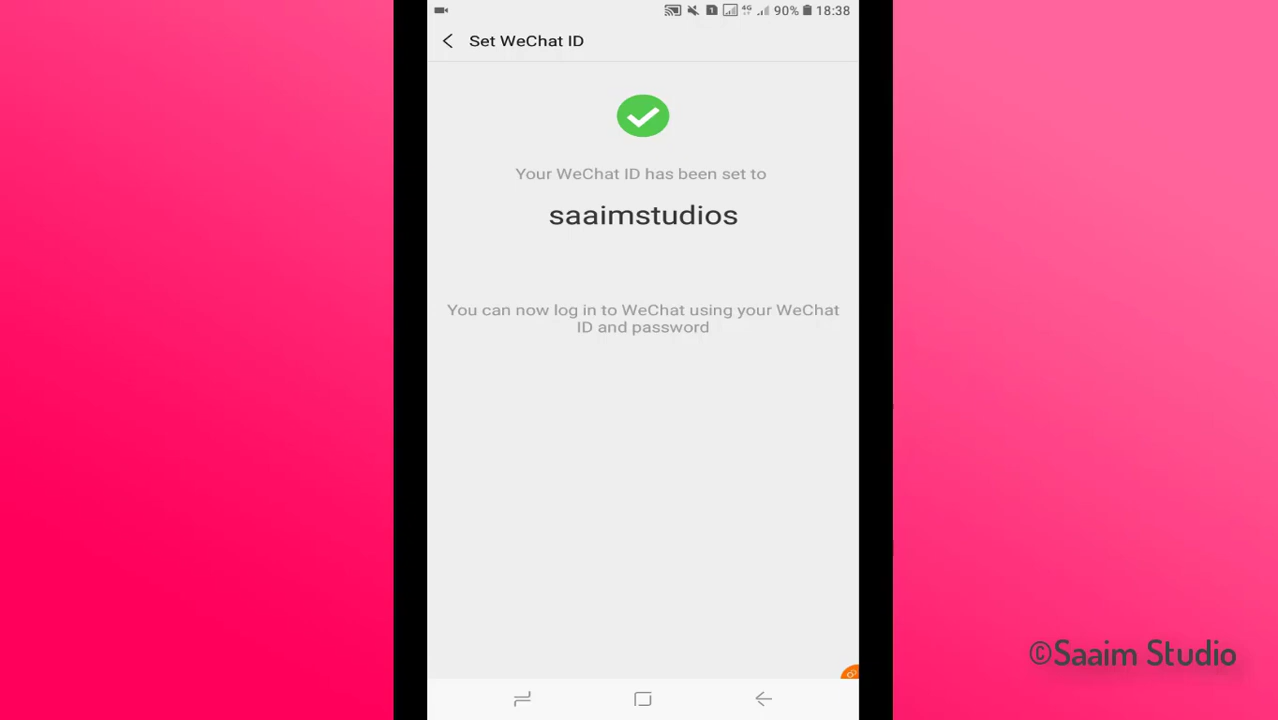 4G 90% 18:38
Set WeChat ID
Your WeChat ID has been set to
saaimstudios
You can now log in to WeChat using your WeChat
ID and password
©Saaim Studio